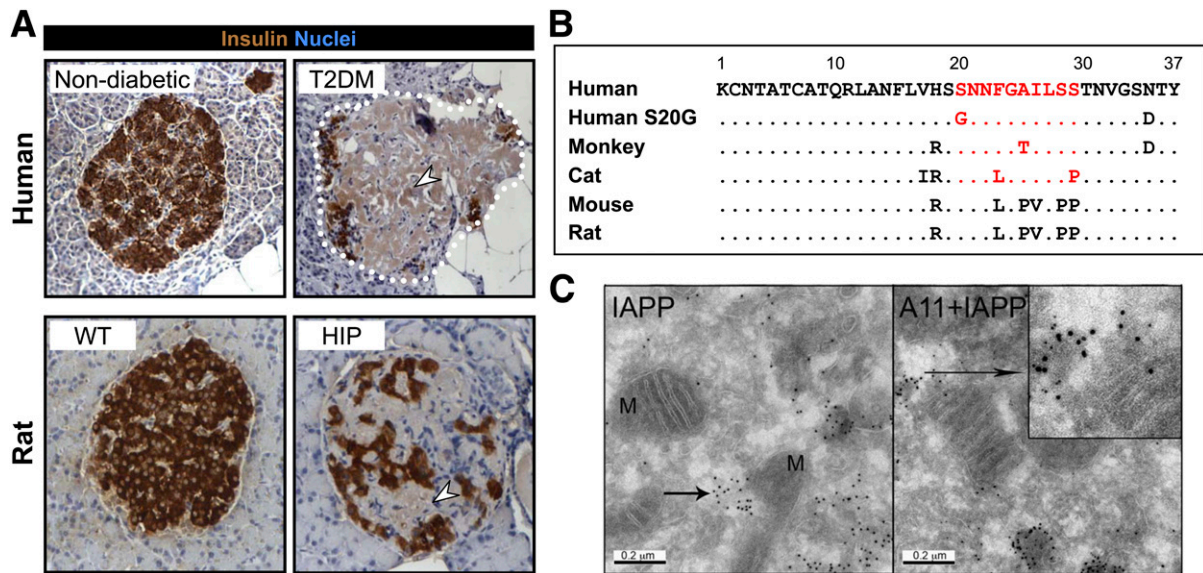 A
Insulin Nuclei
Non-diabetic
T2DM
Human
WT
HIP
Rat
B
1 10 20 30 37
Human KCNTATCATQRLANFLVHSSNNFGAILSSTNVGSNTY
Human S20G ...................G..............D..
Monkey .................R......T.........D..
Cat ................IR....L.....P........
Mouse .................R....L.PV.PP........
Rat .................R....L.PV.PP........
C
IAPP
M
M
0.2 µm
A11+IAPP
0.2 µm